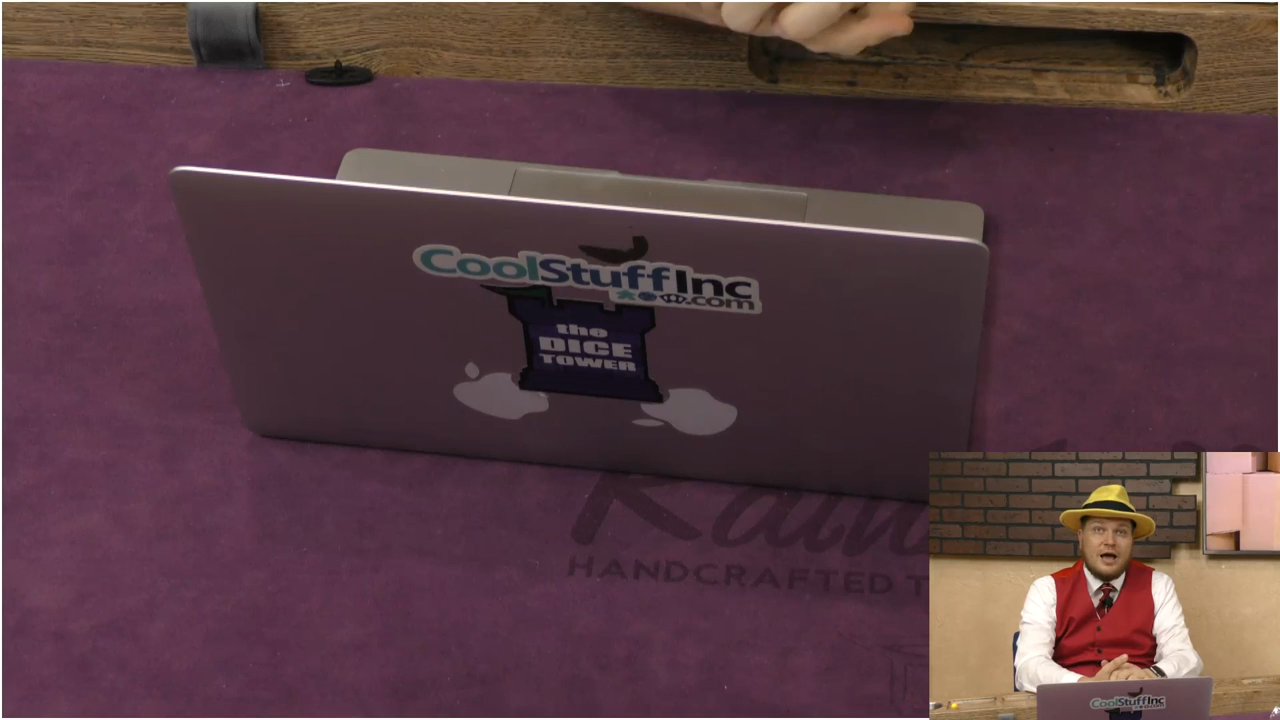 CoolStuffInc
.com
the
DICE
TOWER
HANDCRAFTED
CoolStuffInc